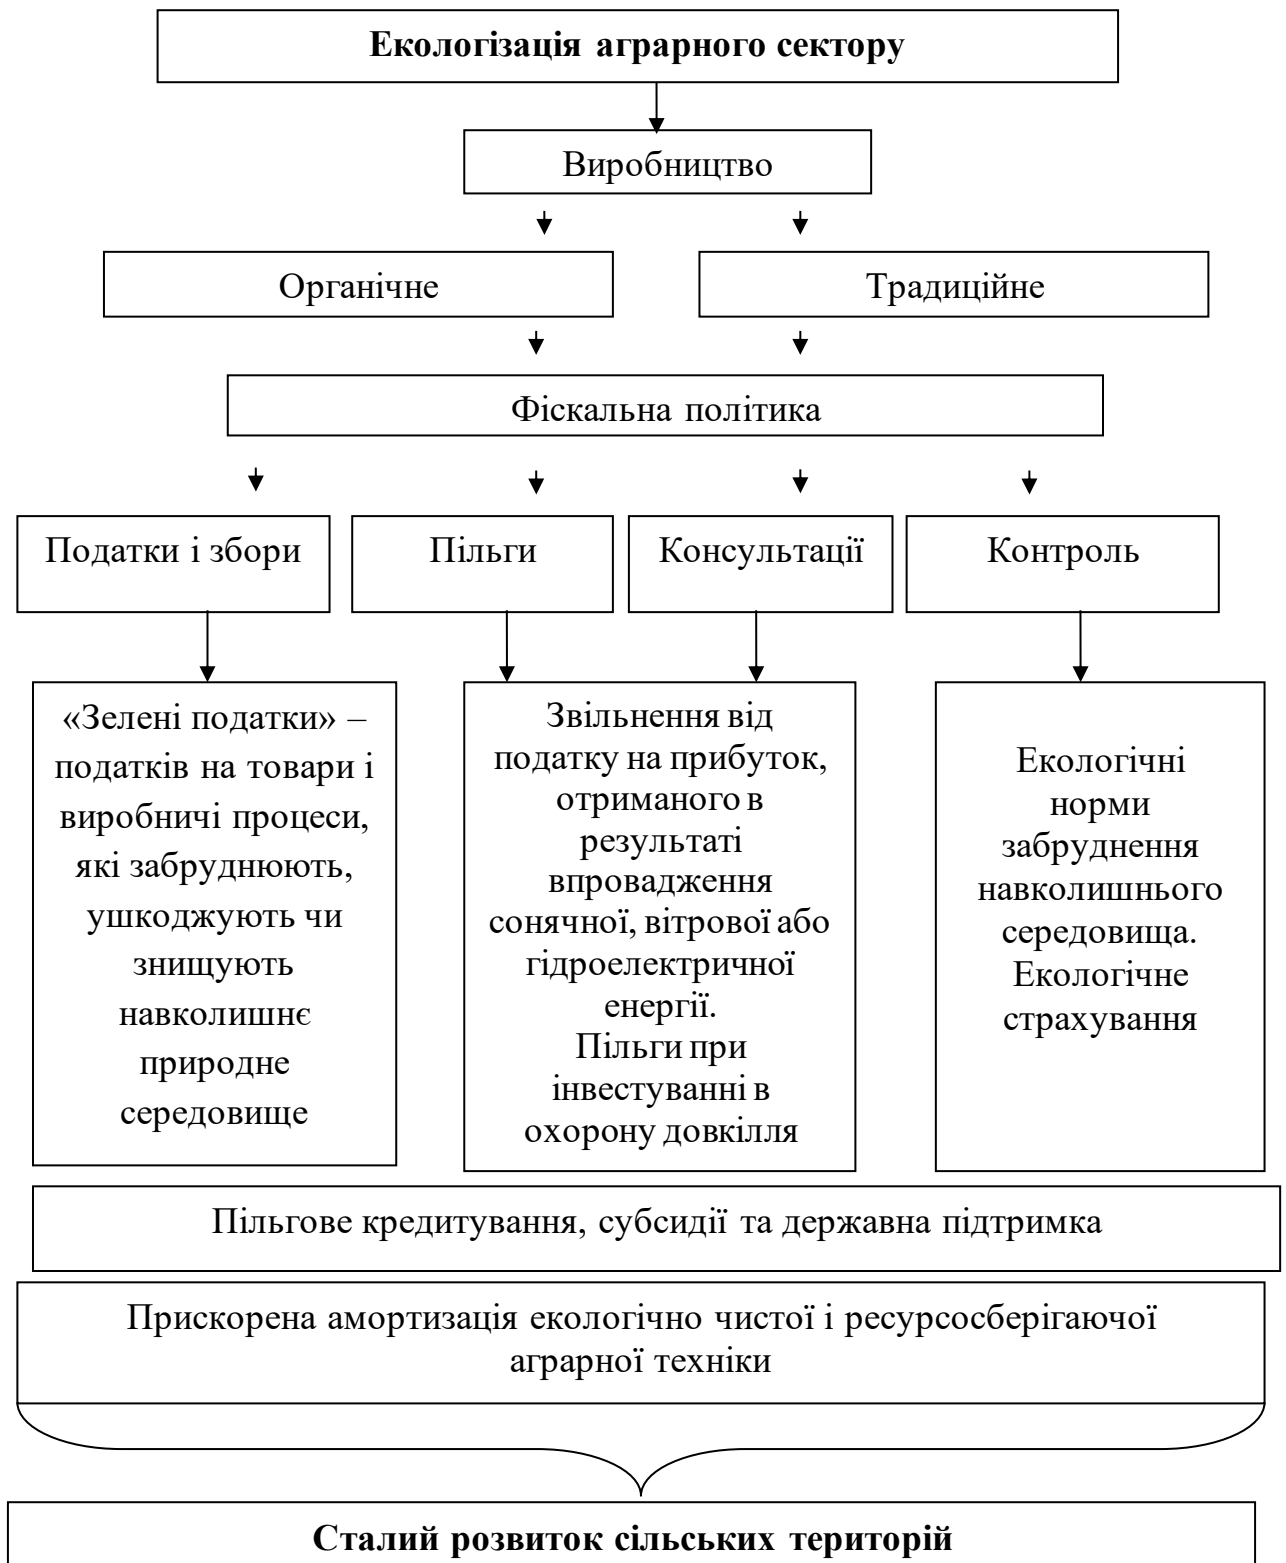 Екологізація аграрного сектору
Виробництво
Органічне
Традиційне
Фіскальна політика
Податки і збори
Пільги
Консультації
Контроль
«Зелені податки» –
податків на товари і
виробничі процеси,
які забруднюють,
ушкоджують чи
знищують
навколишнє
природне
середовище
Звільнення від
податку на прибуток,
отриманого в
результаті
впровадження
сонячної, вітрової або
гідроелектричної
енергії.
Пільги при
інвестуванні в
охорону довкілля
Екологічні
норми
забруднення
навколишнього
середовища.
Екологічне
страхування
Пільгове кредитування, субсидії та державна підтримка
Прискорена амортизація екологічно чистої і ресурсосберігаючої
аграрної техніки
Сталий розвиток сільських територій